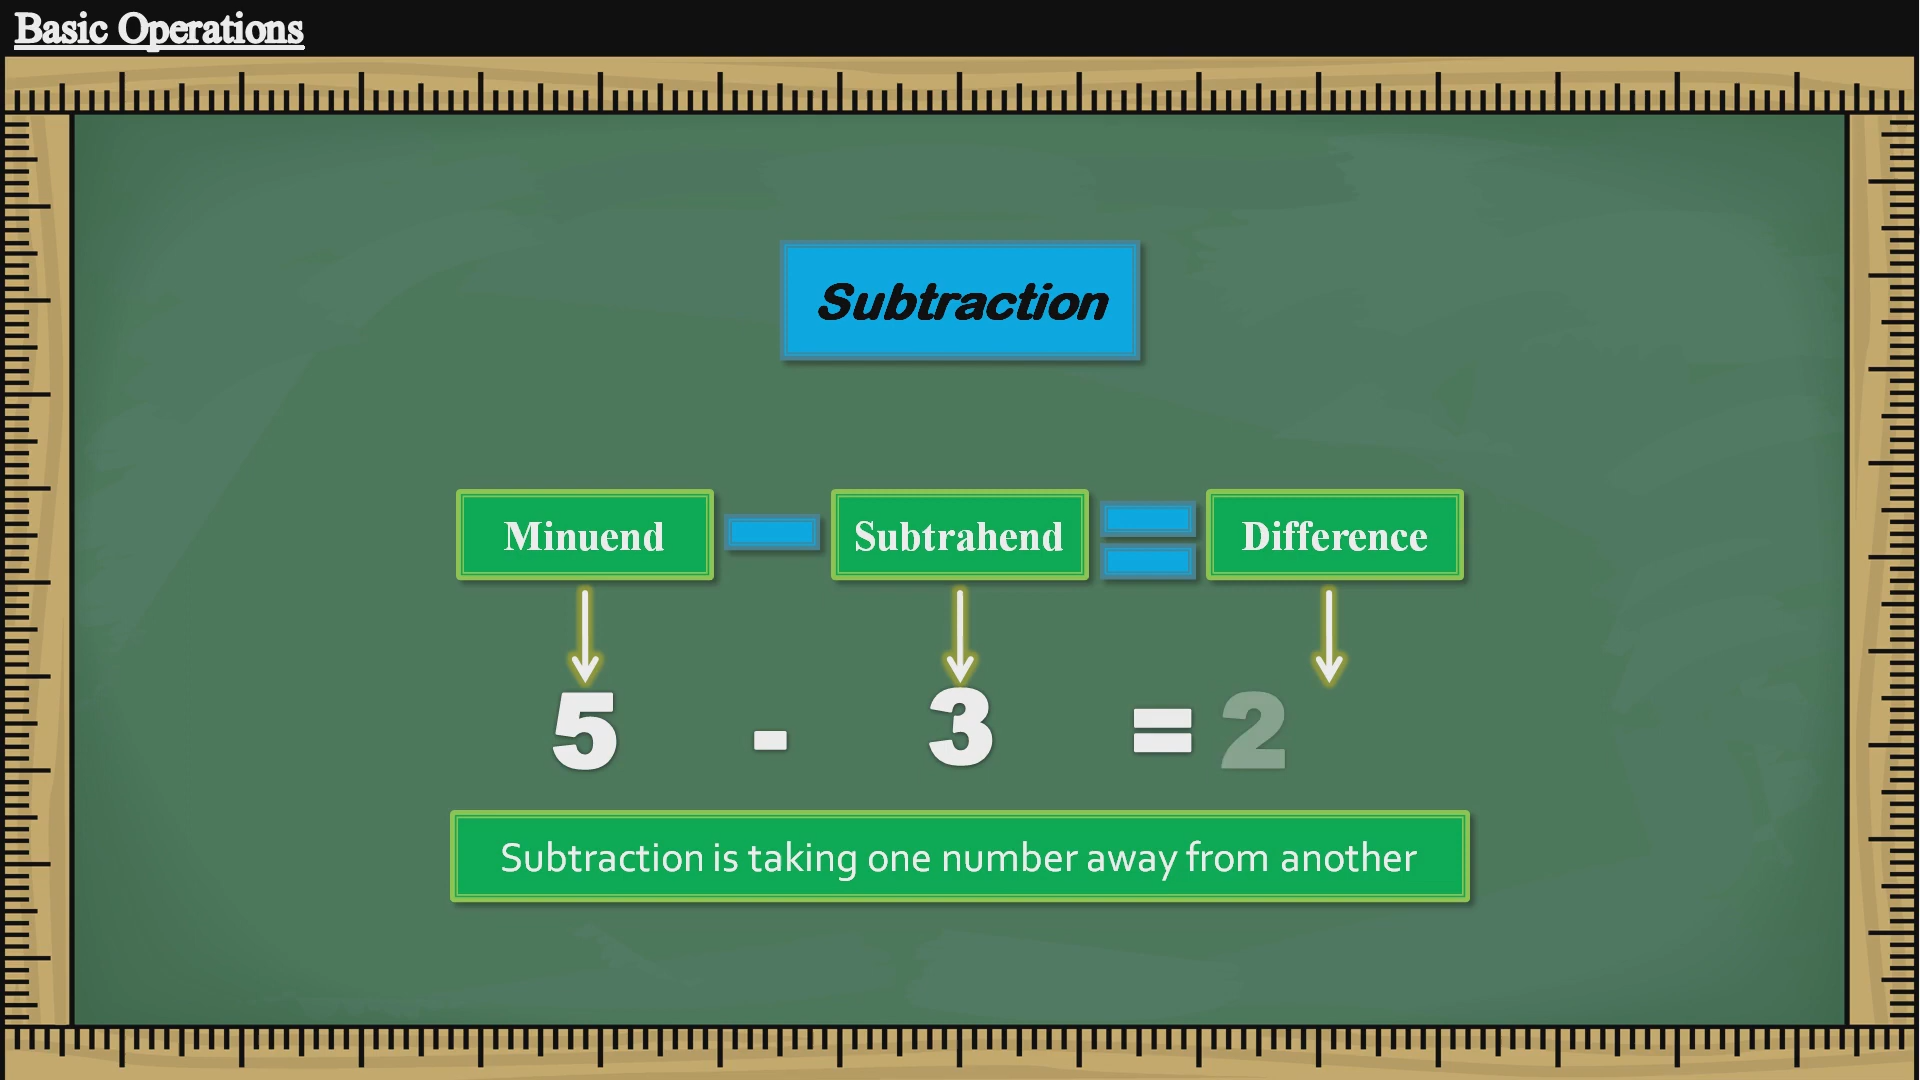 Basic Operations
Subtraction
Minuend - Subtrahend = Difference
5 - 3 = 2
Subtraction is taking one number away from another